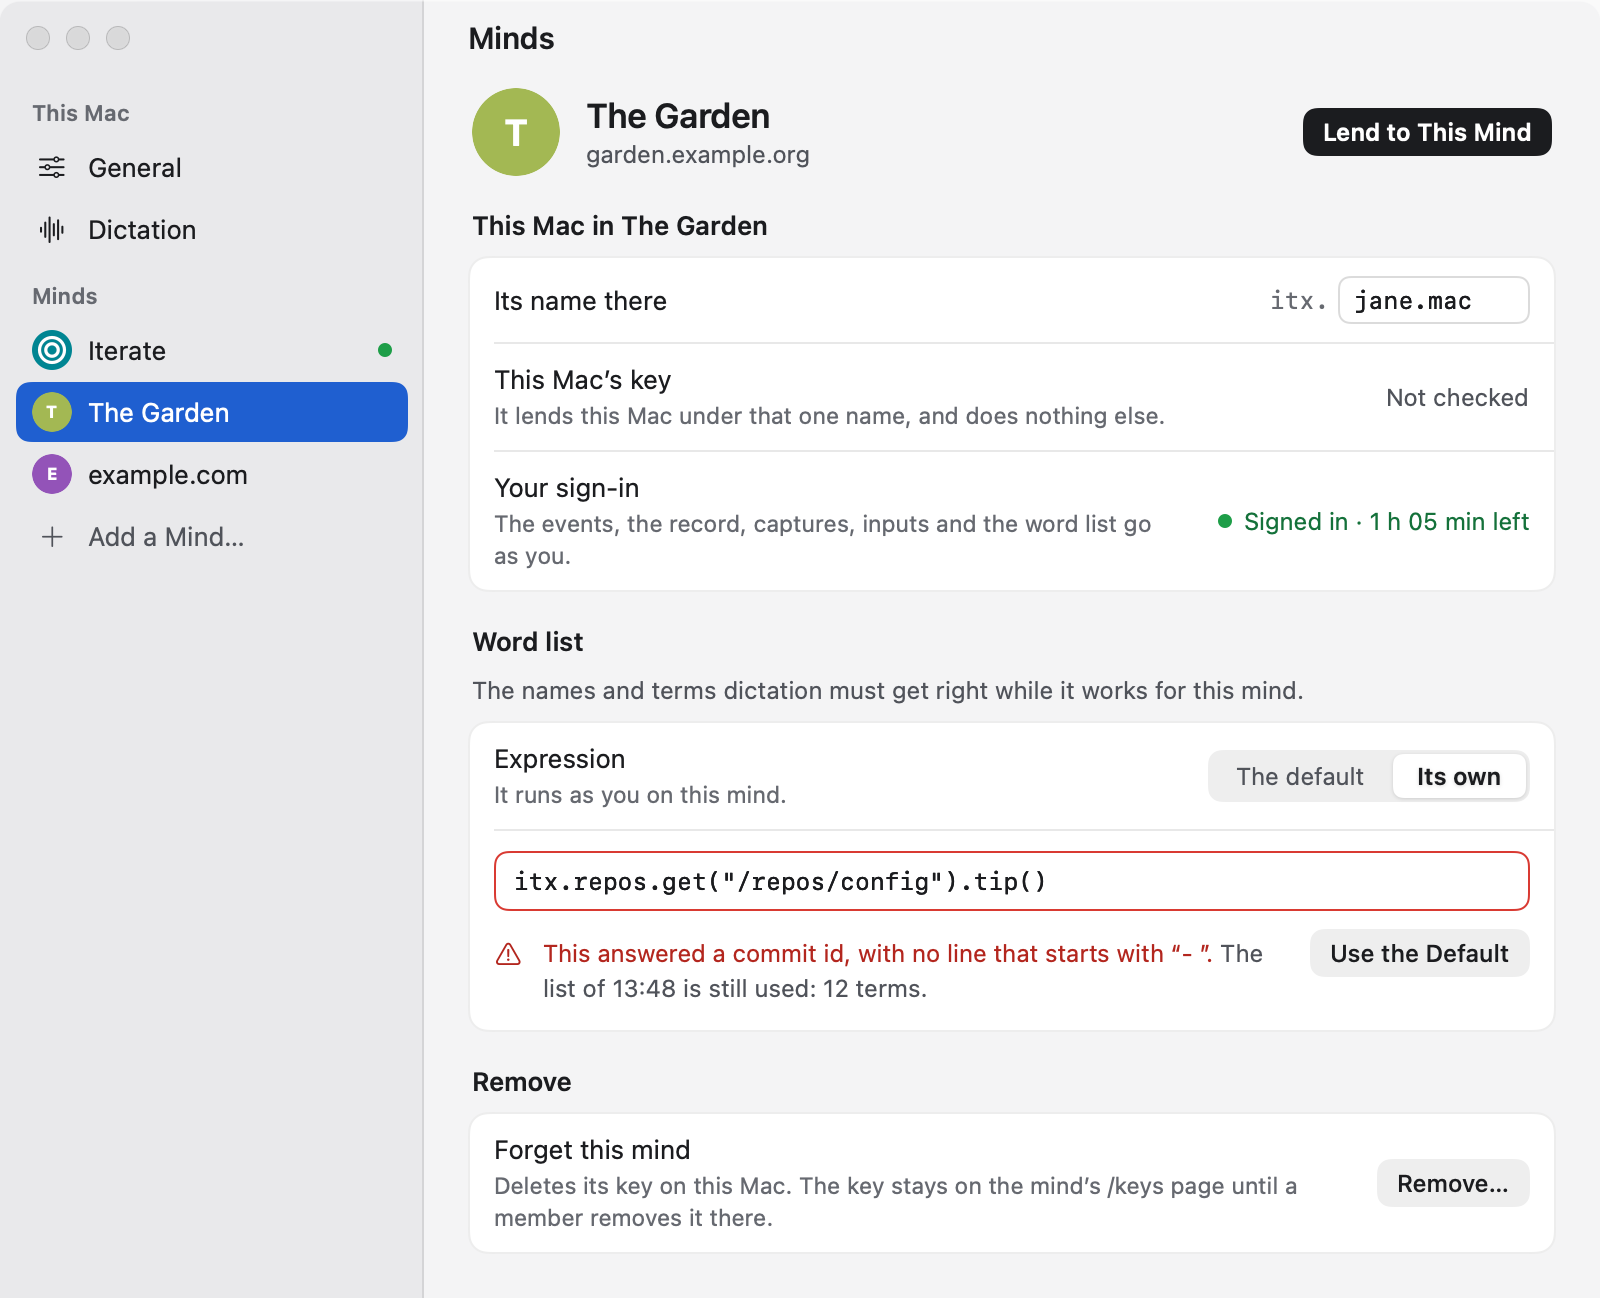 Minds
This Mac
General
Dictation
Minds
Iterate
T The Garden
E example.com
Add a Mind...
T
The Garden
garden.example.org
Lend to This Mind
This Mac in The Garden
Its name there
itx. jane.mac
This Mac’s key
It lends this Mac under that one name, and does nothing else.
Not checked
Your sign-in
The events, the record, captures, inputs and the word list go
as you.
Signed in · 1 h 05 min left
Word list
The names and terms dictation must get right while it works for this mind.
Expression
It runs as you on this mind.
The default Its own
itx.repos.get("/repos/config").tip()
This answered a commit id, with no line that starts with “- ”. The
list of 13:48 is still used: 12 terms.
Use the Default
Remove
Forget this mind
Deletes its key on this Mac. The key stays on the mind’s /keys page until a
member removes it there.
Remove...